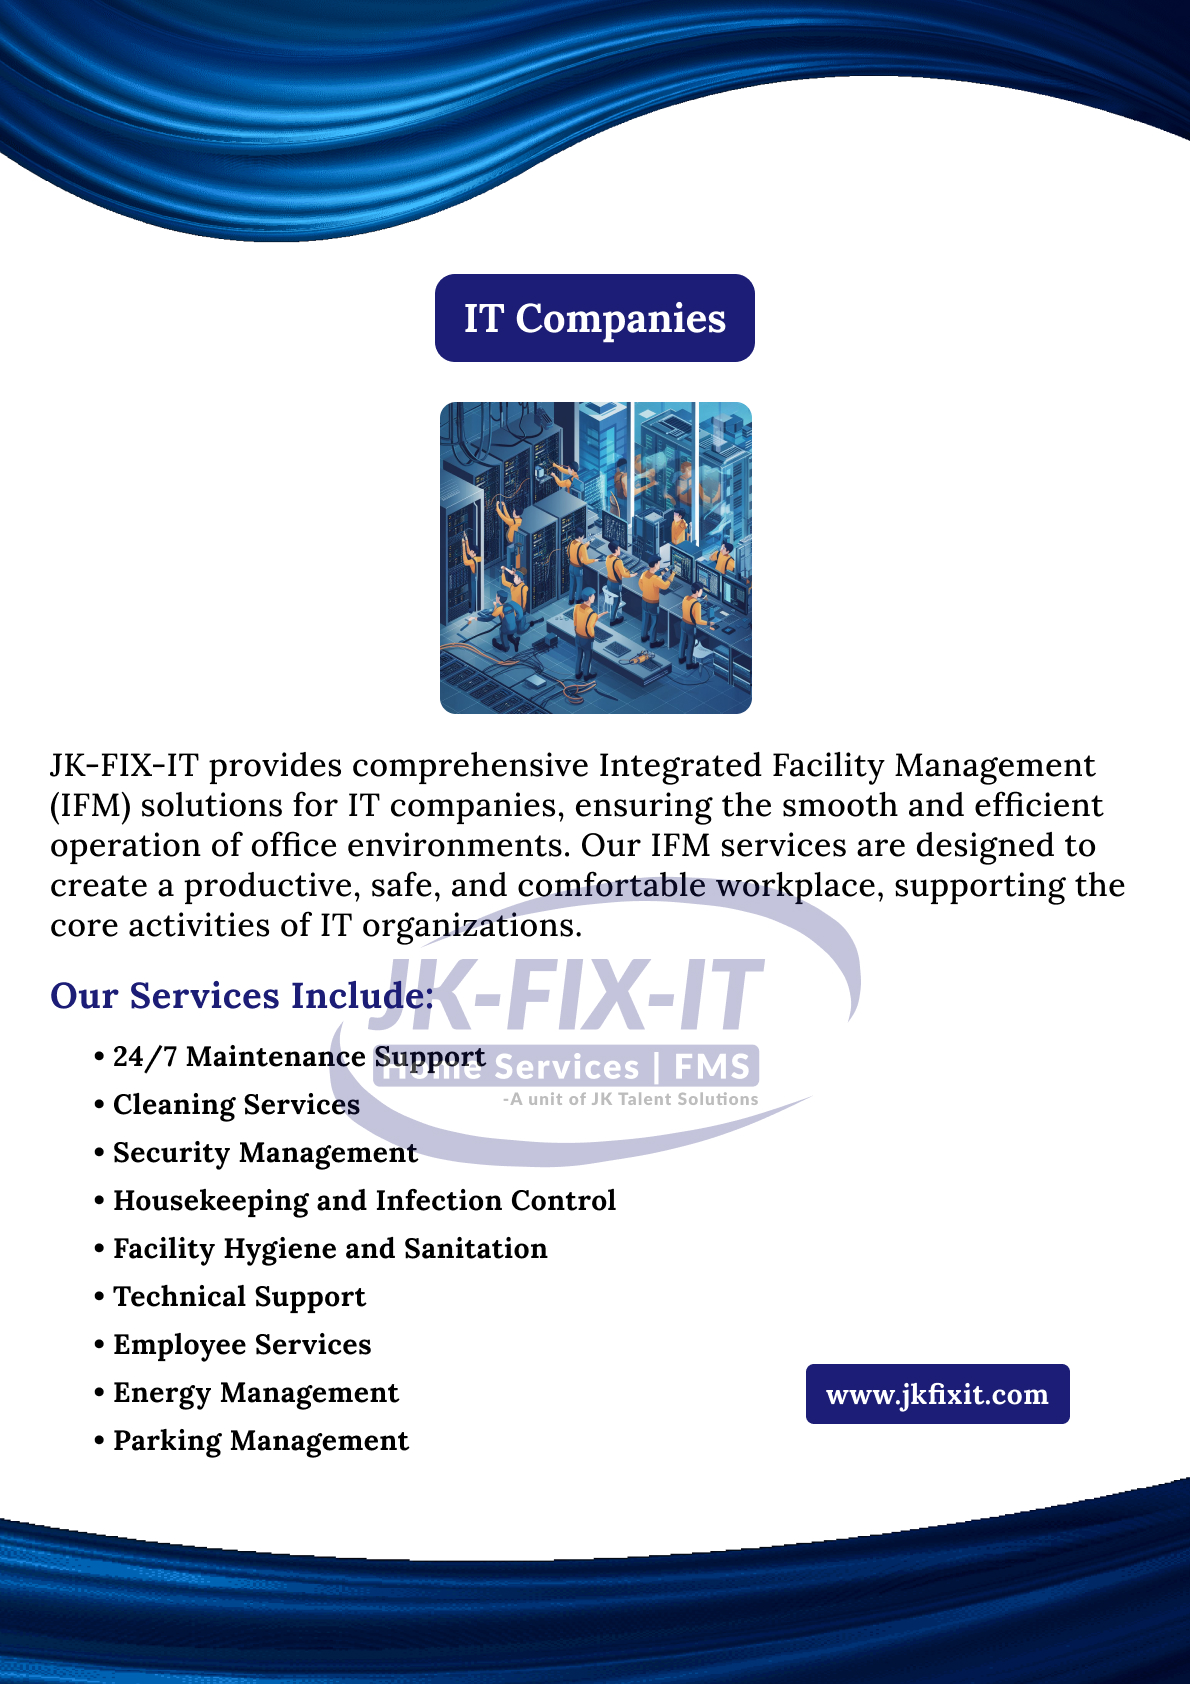 IT Companies
JK-FIX-IT provides comprehensive Integrated Facility Management
(IFM) solutions for IT companies, ensuring the smooth and efficient
operation of office environments. Our IFM services are designed to
create a productive, safe, and comfortable workplace, supporting the
core activities of IT organizations.
JK-FIX-IT
Home Services | FMS
-A unit of JK Talent Solutions
Our Services Include:
• 24/7 Maintenance Support
• Cleaning Services
• Security Management
• Housekeeping and Infection Control
• Facility Hygiene and Sanitation
• Technical Support
• Employee Services
• Energy Management
• Parking Management
www.jkfixit.com